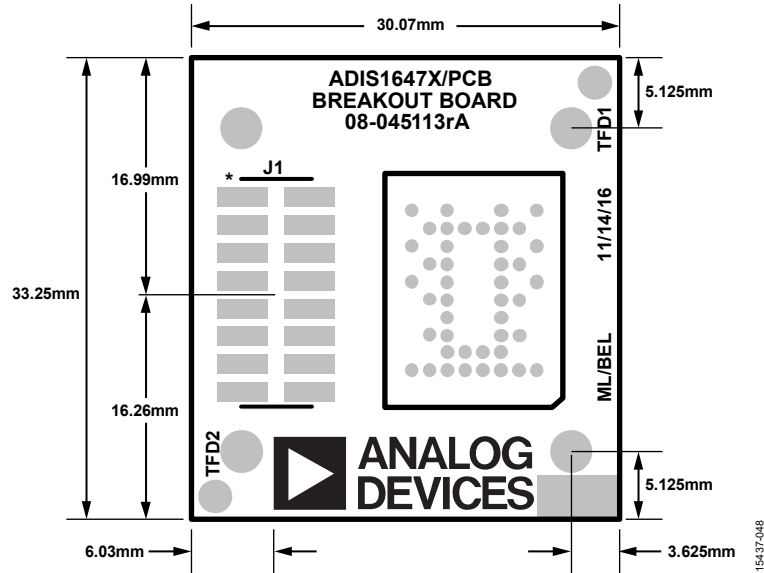 30.07mm
ADIS1647X/PCB
BREAKOUT BOARD
08-045113rA
5.125mm
TFD1
J1
*
16.99mm
11/14/16
33.25mm
16.26mm
ML/BEL
TFD2
ANALOG
DEVICES
5.125mm
6.03mm
3.625mm
15437-048